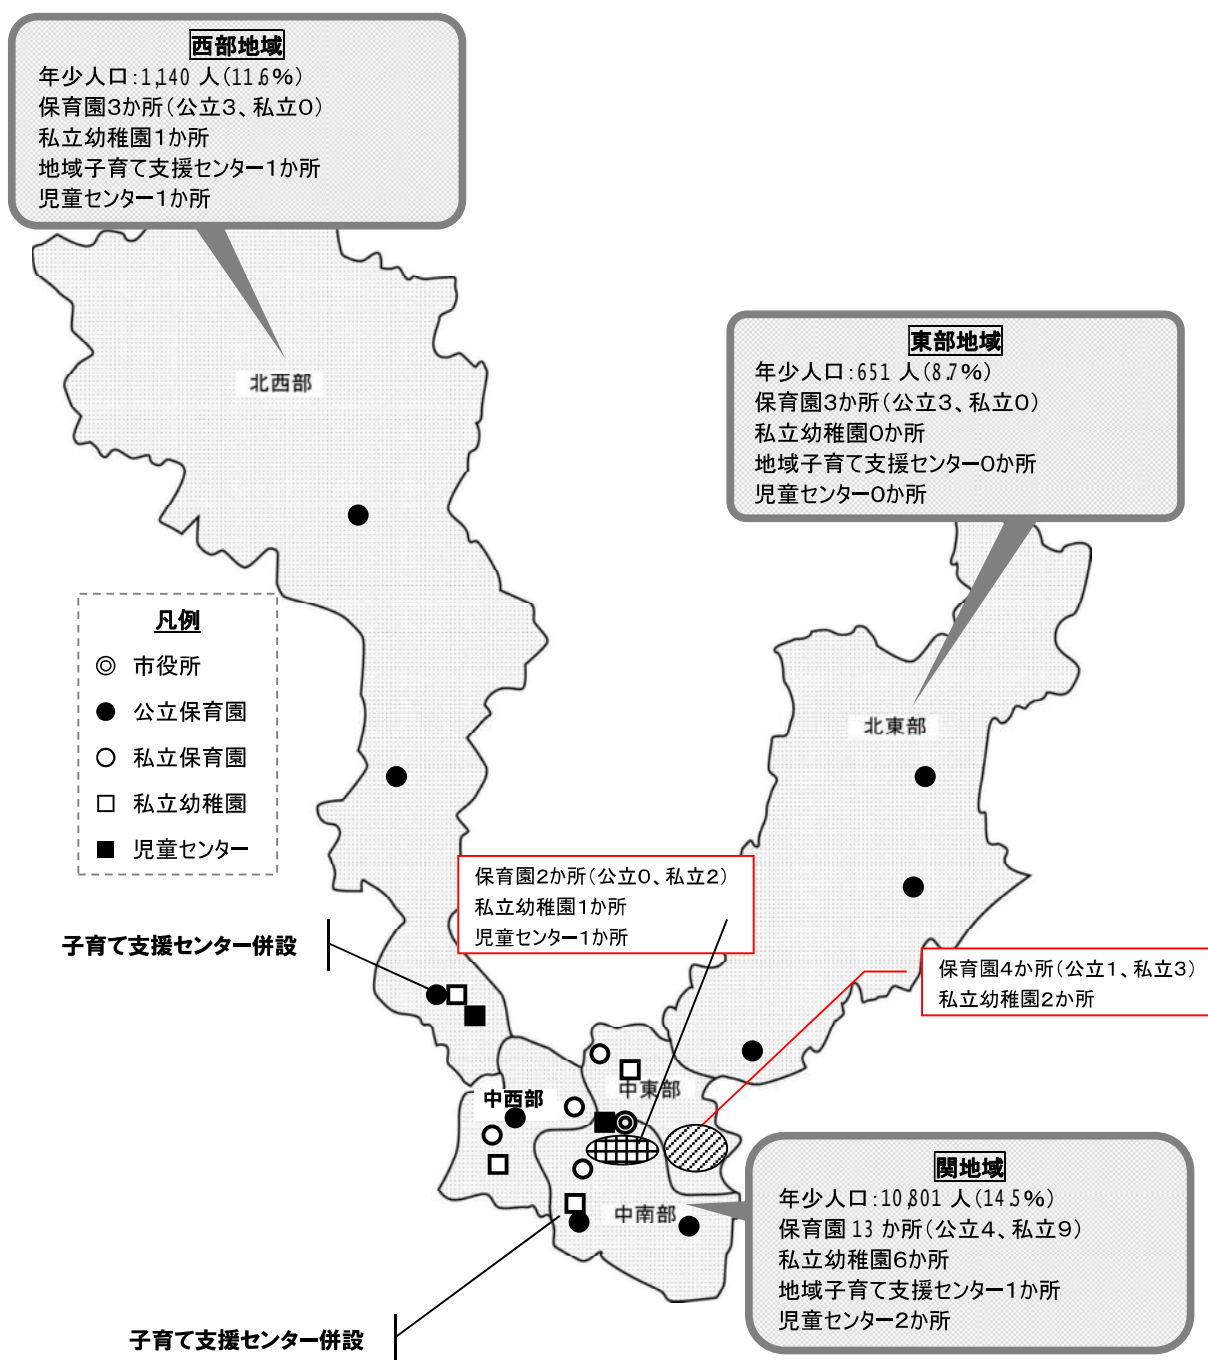 西部地域
年少人口：1,140 人(11.6％)
保育園3か所(公立3、私立0)
私立幼稚園1か所
地域子育て支援センター1か所
児童センター1か所
北西部
東部地域
年少人口：651 人(8.7％)
保育園3か所(公立3、私立0)
私立幼稚園0か所
地域子育て支援センター0か所
児童センター0か所
北東部
凡例
◎ 市役所
● 公立保育園
○ 私立保育園
□ 私立幼稚園
■ 児童センター
保育園2か所(公立0、私立2)
私立幼稚園1か所
児童センター1か所
子育て支援センター併設
保育園4か所(公立1、私立3)
私立幼稚園2か所
中東部
中西部
中南部
関地域
年少人口：10,801 人(14.5％)
保育園 13 か所(公立4、私立9)
私立幼稚園6か所
地域子育て支援センター1か所
児童センター2か所
子育て支援センター併設